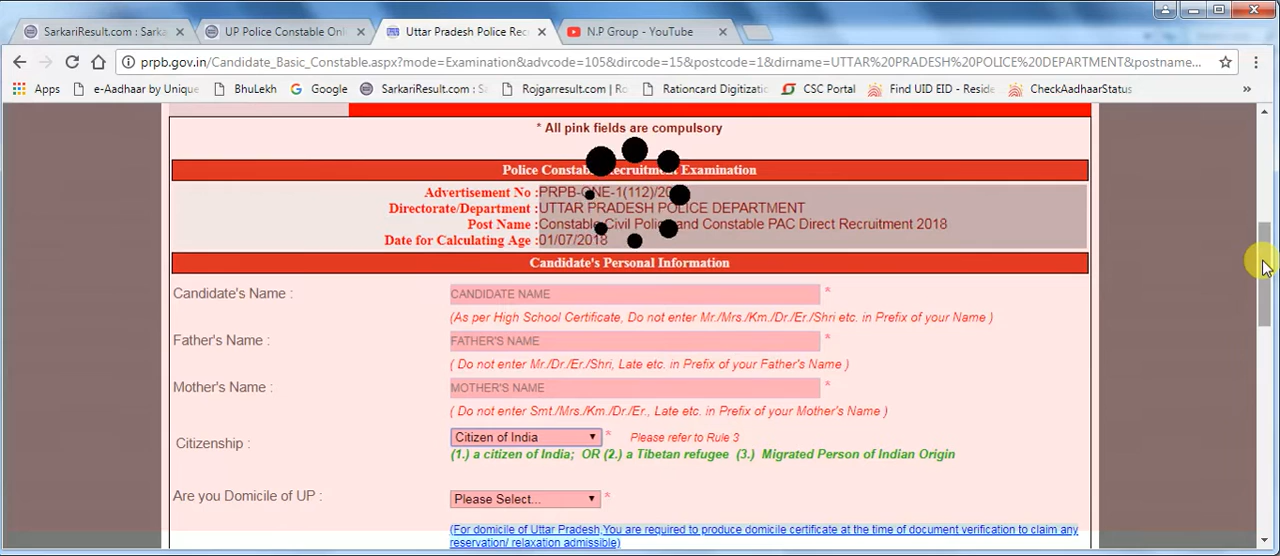 SarkariResult.com : Sarka
UP Police Constable Onl
Uttar Pradesh Police Rec
N.P Group - YouTube
prpb.gov.in/Candidate_Basic_Constable.aspx?mode=Examination&advcode=105&dircode=15&postcode=1&dirname=UTTAR%20PRADESH%20POLICE%20DEPARTMENT&postname...
Apps e-Aadhaar by Unique BhuLekh Google SarkariResult.com : Sa Rojgarresult.com | Ro Rationcard Digitizatio CSC Portal Find UID EID - Reside CheckAadhaarStatus »
* All pink fields are compulsory
Police Constable Recruitment Examination
Advertisement No : PRPB-ONE-1(112)/20
Directorate/Department : UTTAR PRADESH POLICE DEPARTMENT
Post Name : Constable Civil Police and Constable PAC Direct Recruitment 2018
Date for Calculating Age : 01/07/2018
Candidate's Personal Information
Candidate's Name : CANDIDATE NAME *
(As per High School Certificate, Do not enter Mr./Mrs./Km./Dr./Er./Shri etc. in Prefix of your Name )
Father's Name : FATHER'S NAME *
( Do not enter Mr./Dr./Er./Shri, Late etc. in Prefix of your Father's Name )
Mother's Name : MOTHER'S NAME *
( Do not enter Smt./Mrs./Km./Dr./Er., Late etc. in Prefix of your Mother's Name )
Citizenship : Citizen of India * Please refer to Rule 3
(1.) a citizen of India; OR (2.) a Tibetan refugee (3.) Migrated Person of Indian Origin
Are you Domicile of UP : Please Select... *
(For domicile of Uttar Pradesh,You are required to produce domicile certificate at the time of document verification to claim any
reservation/ relaxation admissible)